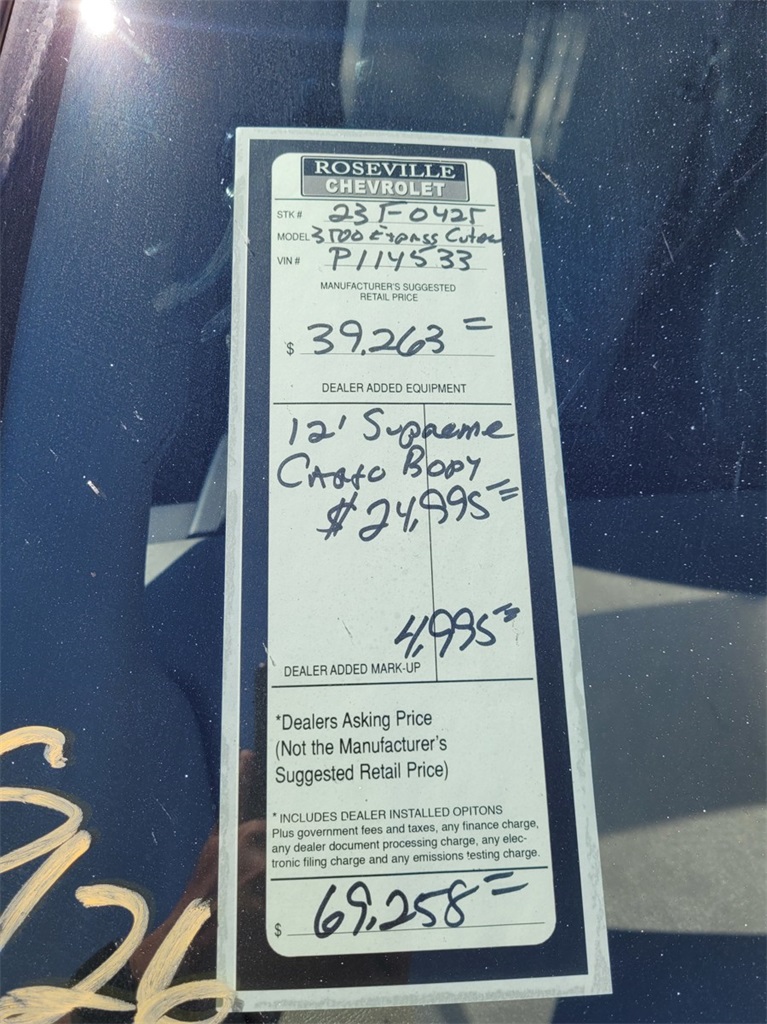 ROSEVILLE
CHEVROLET
STK # 23T-0425
MODEL 3500 Express Cutaw
VIN # P114533
MANUFACTURER'S SUGGESTED
RETAIL PRICE
$ 39,263=
DEALER ADDED EQUIPMENT
12' Supreme
CARGO BODY
$24,995=
4,995=
DEALER ADDED MARK-UP
*Dealers Asking Price
(Not the Manufacturer's
Suggested Retail Price)
* INCLUDES DEALER INSTALLED OPITONS
Plus government fees and taxes, any finance charge,
any dealer document processing charge, any elec-
tronic filing charge and any emissions testing charge.
$ 69,258=
26